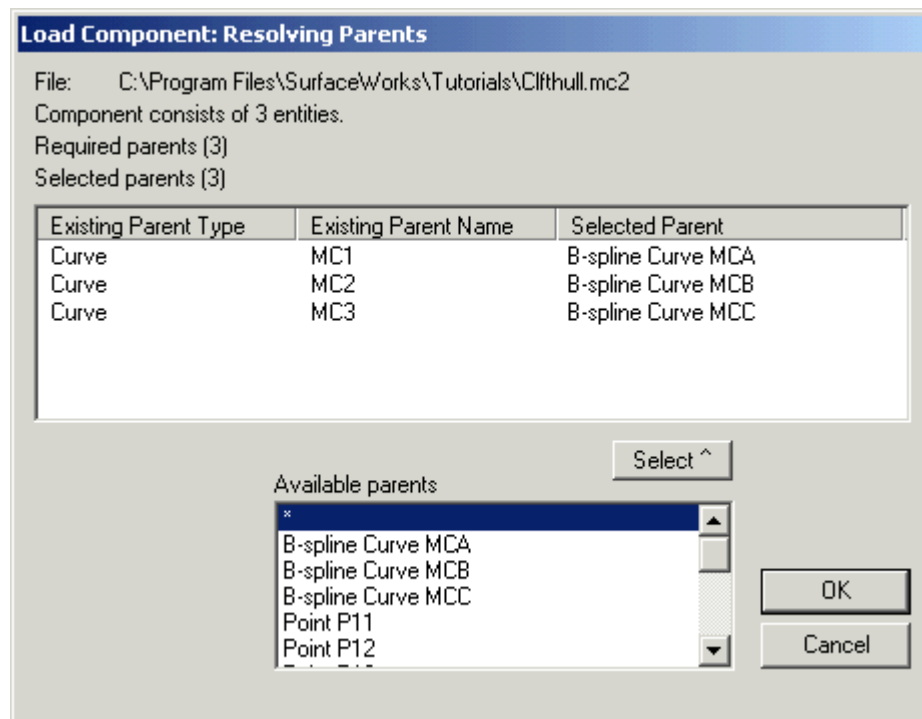 Load Component: Resolving Parents
File: C:\Program Files\SurfaceWorks\Tutorials\Clfthull.mc2
Component consists of 3 entities.
Required parents (3)
Selected parents (3)
Existing Parent Type Existing Parent Name Selected Parent
Curve MC1 B-spline Curve MCA
Curve MC2 B-spline Curve MCB
Curve MC3 B-spline Curve MCC
Select ^
Available parents
*
B-spline Curve MCA
B-spline Curve MCB
B-spline Curve MCC
Point P11
Point P12
OK
Cancel